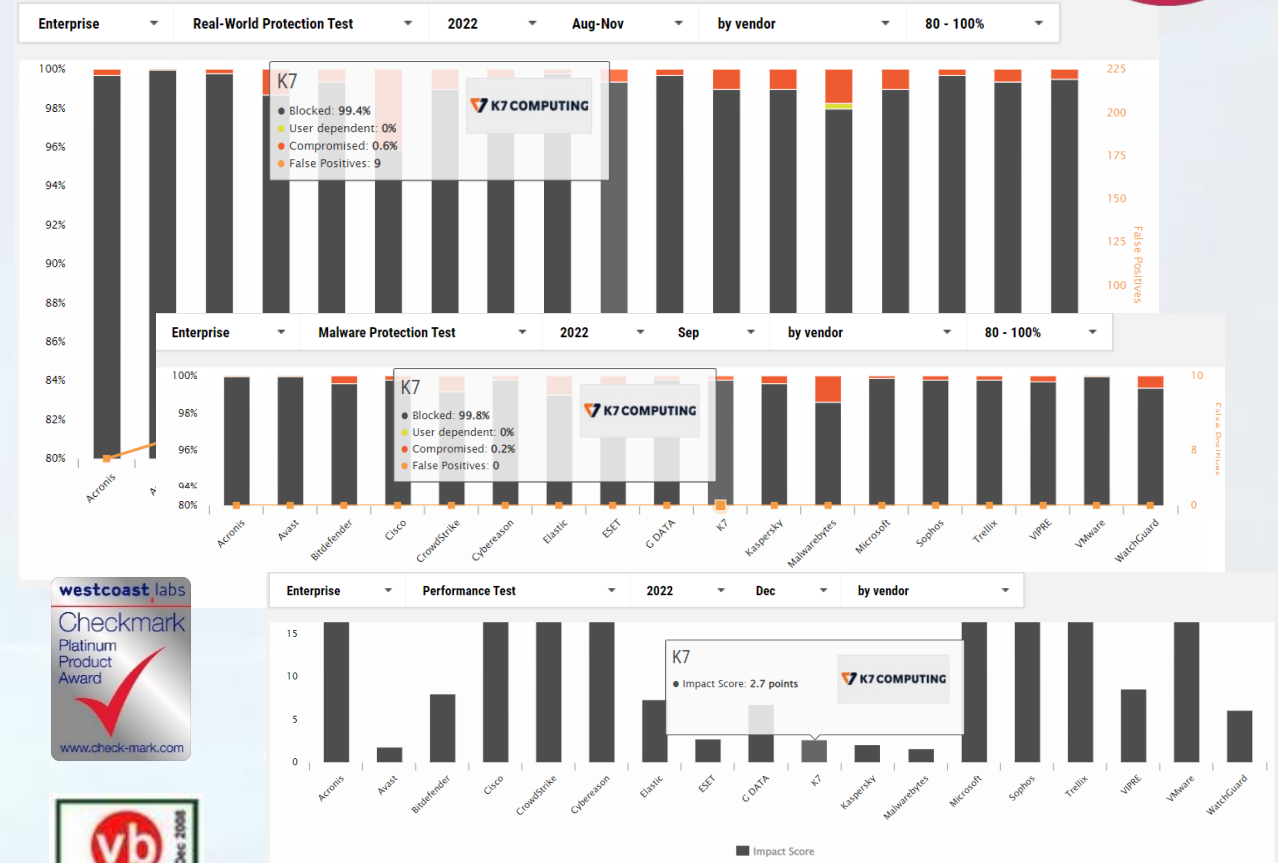 Enterprise Real-World Protection Test 2022 Aug-Nov by vendor 80 - 100%
100%
98%
96%
94%
92%
90%
88%
86%
84%
82%
80%
225
200
175
150
125
100
False Positives
K7
Blocked: 99.4%
User dependent: 0%
Compromised: 0.6%
False Positives: 9
K7 COMPUTING
Acronis
A
Enterprise Malware Protection Test 2022 Sep by vendor 80 - 100%
100%
98%
96%
94%
80%
10
8
0
False Positives
K7
Blocked: 99.8%
User dependent: 0%
Compromised: 0.2%
False Positives: 0
K7 COMPUTING
Acronis Avast Bitdefender Cisco CrowdStrike Cybereason Elastic ESET G DATA K7 Kaspersky Malwarebytes Microsoft Sophos Trellix VIPRE VMware WatchGuard
westcoast labs
Checkmark
Platinum
Product
Award
www.check-mark.com
Enterprise Performance Test 2022 Dec by vendor
15
10
5
0
K7
Impact Score: 2.7 points
K7 COMPUTING
Acronis Avast Bitdefender Cisco CrowdStrike Cybereason Elastic ESET G DATA K7 Kaspersky Malwarebytes Microsoft Sophos Trellix VIPRE VMware WatchGuard
Impact Score
vb
Dec 2008